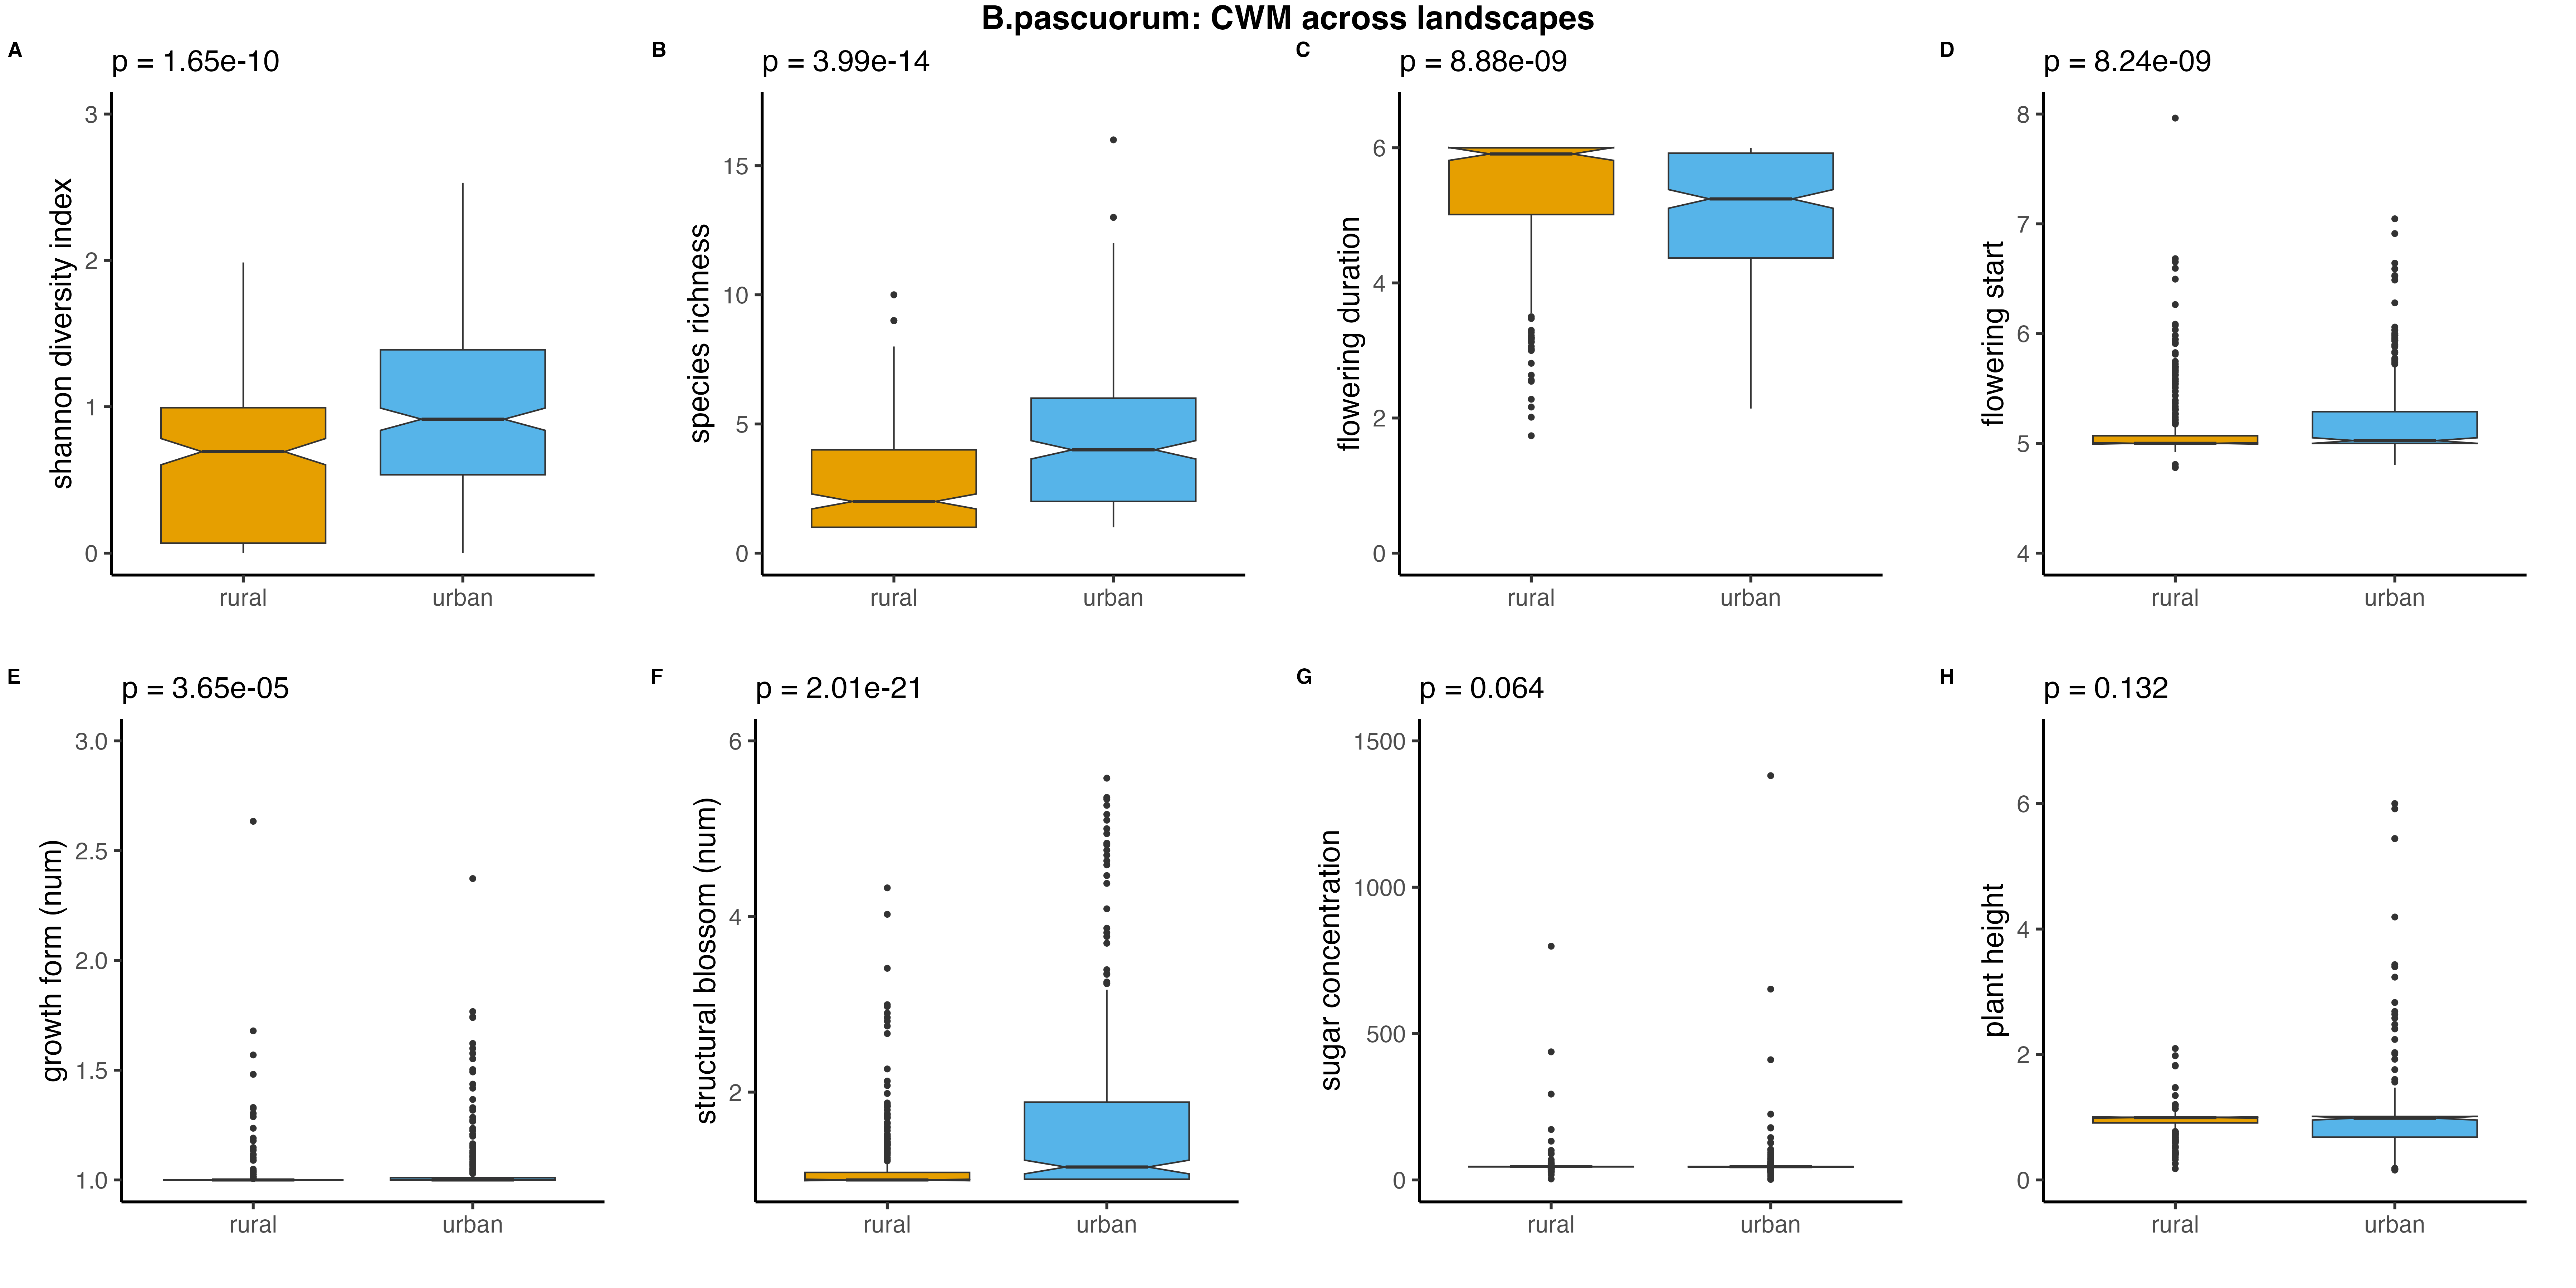 B.pascuorum: CWM across landscapes
A
p = 1.65e-10
shannon diversity index
3
2
1
0
rural
urban
B
p = 3.99e-14
species richness
15
10
5
0
rural
urban
C
p = 8.88e-09
flowering duration
6
4
2
0
rural
urban
D
p = 8.24e-09
flowering start
8
7
6
5
4
rural
urban
E
p = 3.65e-05
growth form (num)
3.0
2.5
2.0
1.5
1.0
rural
urban
F
p = 2.01e-21
structural blossom (num)
6
4
2
rural
urban
G
p = 0.064
sugar concentration
1500
1000
500
0
rural
urban
H
p = 0.132
plant height
6
4
2
0
rural
urban